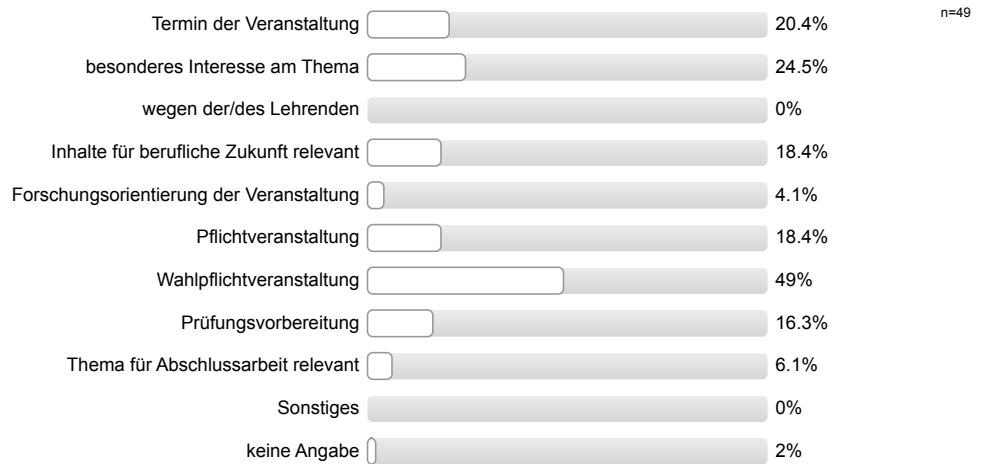 Termin der Veranstaltung 20.4% n=49
besonderes Interesse am Thema 24.5%
wegen der/des Lehrenden 0%
Inhalte für berufliche Zukunft relevant 18.4%
Forschungsorientierung der Veranstaltung 4.1%
Pflichtveranstaltung 18.4%
Wahlpflichtveranstaltung 49%
Prüfungsvorbereitung 16.3%
Thema für Abschlussarbeit relevant 6.1%
Sonstiges 0%
keine Angabe 2%